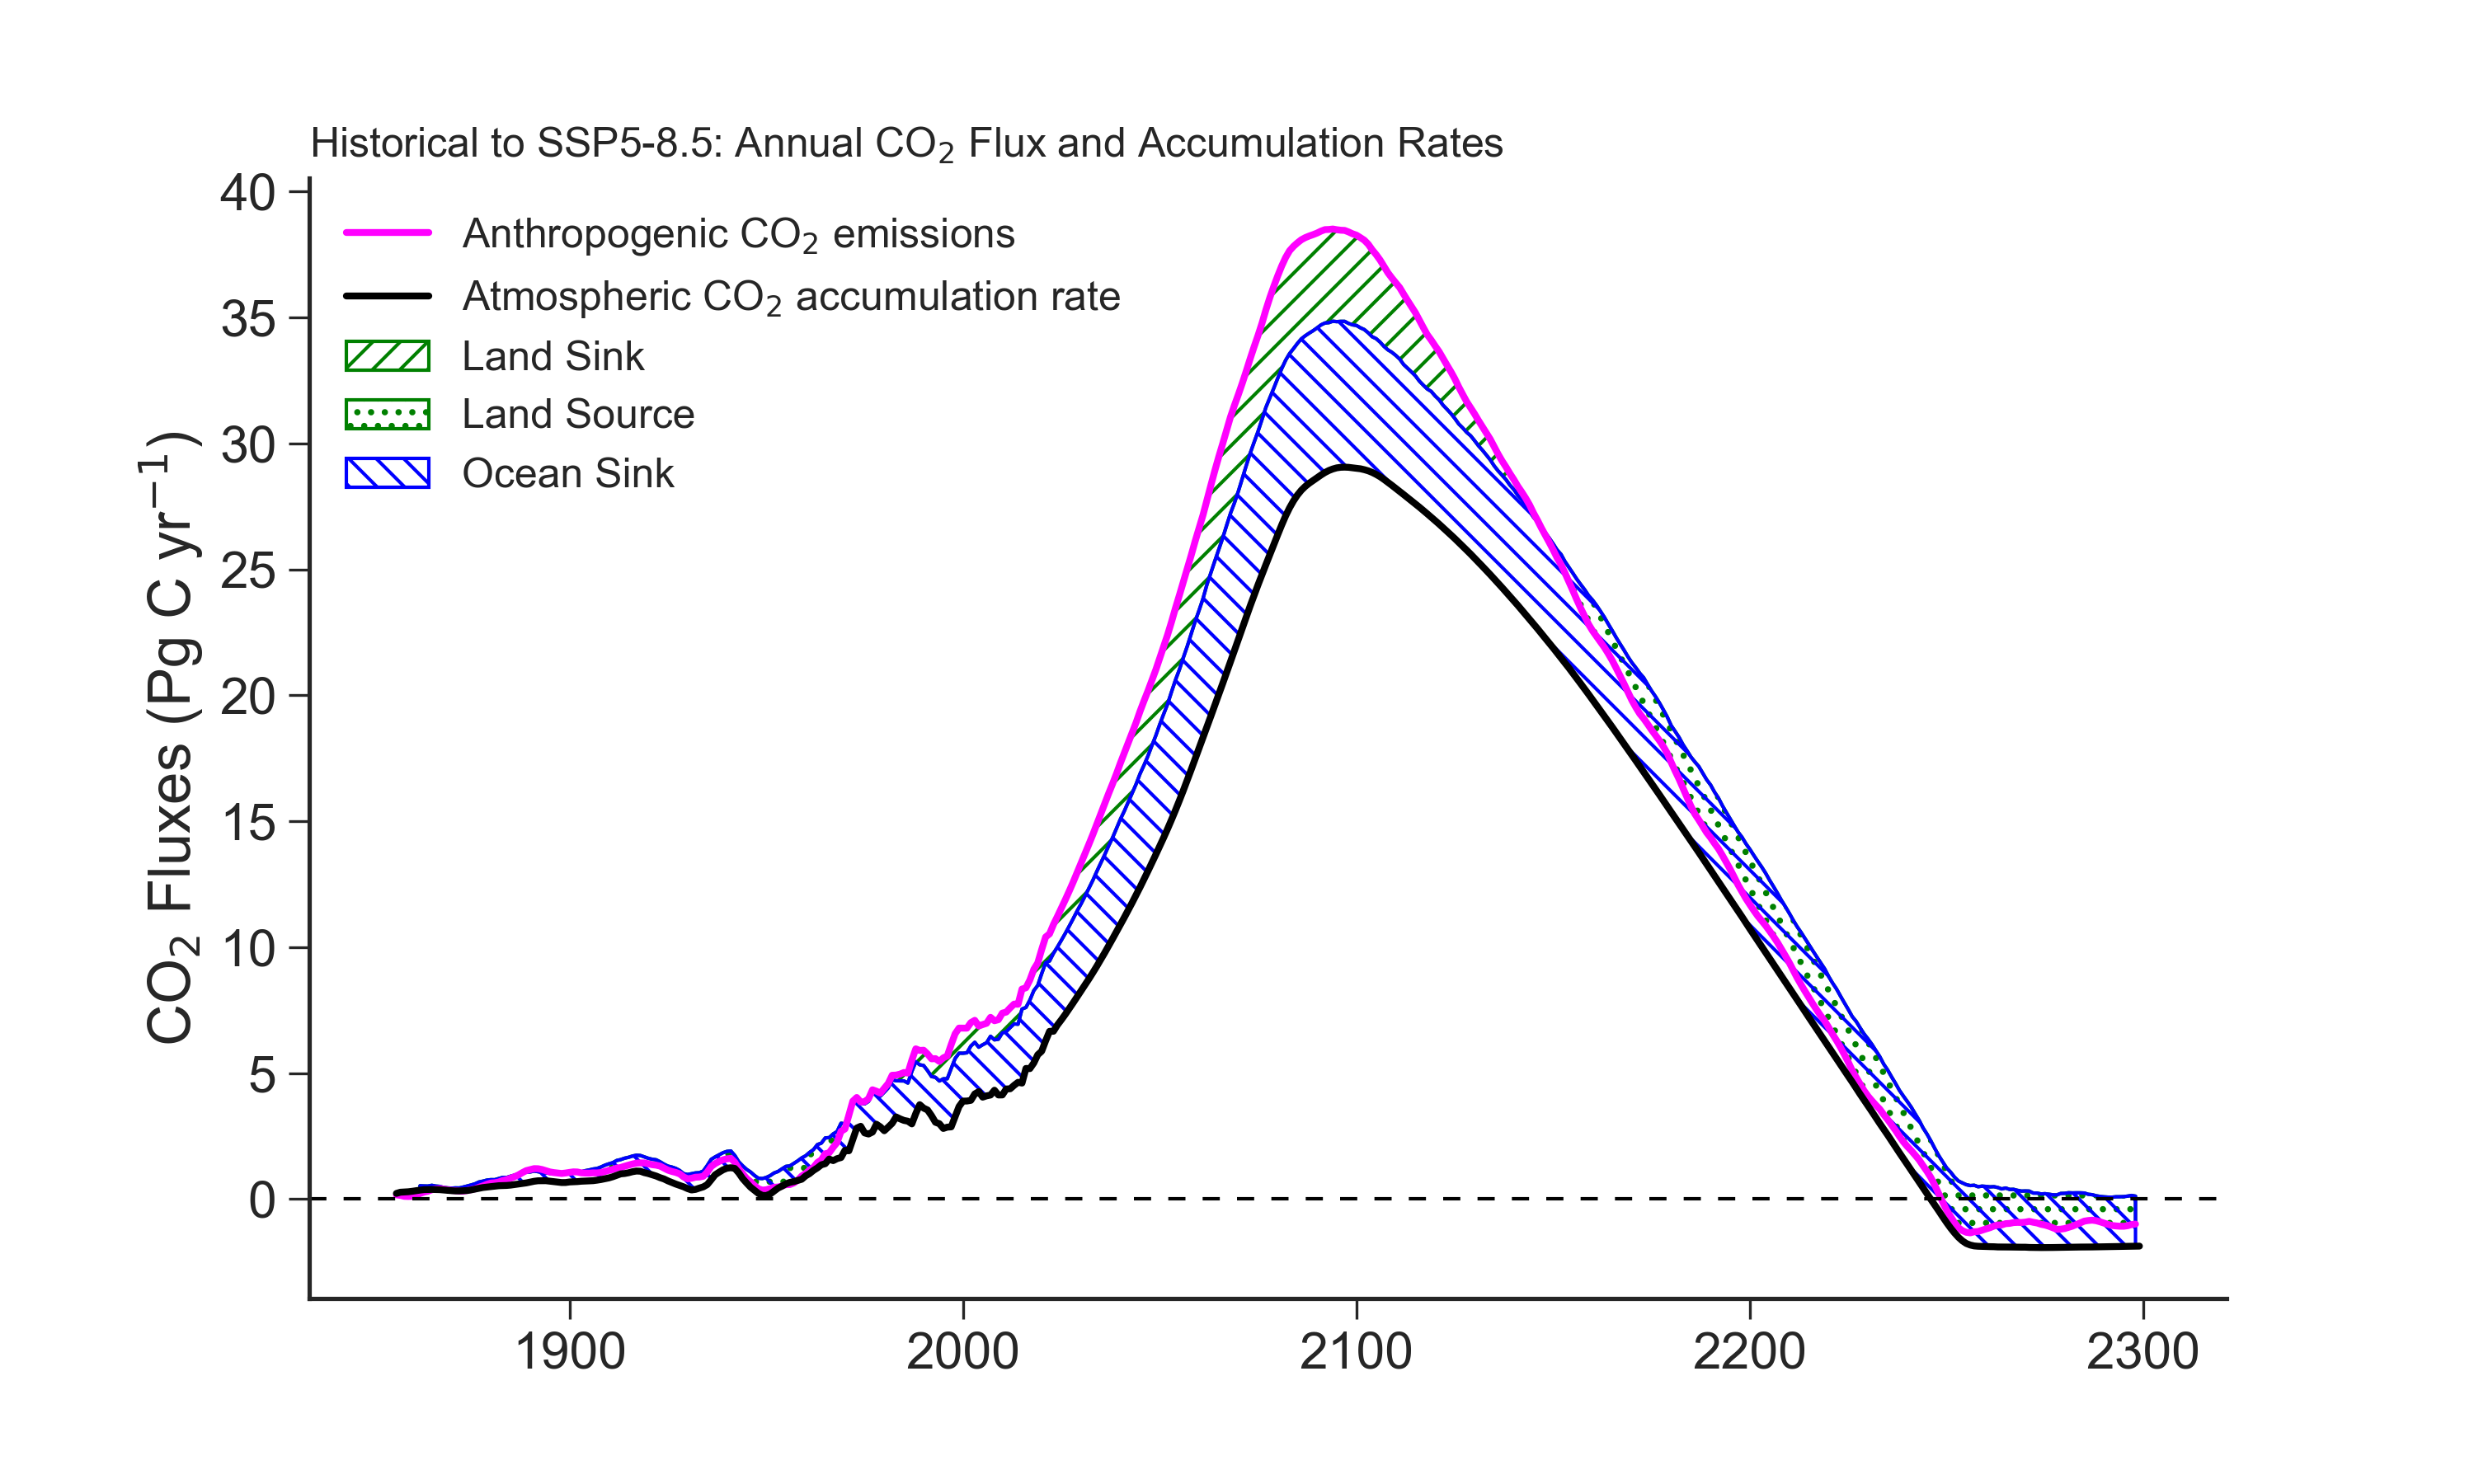 Historical to SSP5-8.5: Annual CO₂ Flux and Accumulation Rates
Anthropogenic CO₂ emissions
Atmospheric CO₂ accumulation rate
Land Sink
Land Source
Ocean Sink
CO₂ Fluxes (Pg C yr⁻¹)
40
35
30
25
20
15
10
5
0
1900 2000 2100 2200 2300